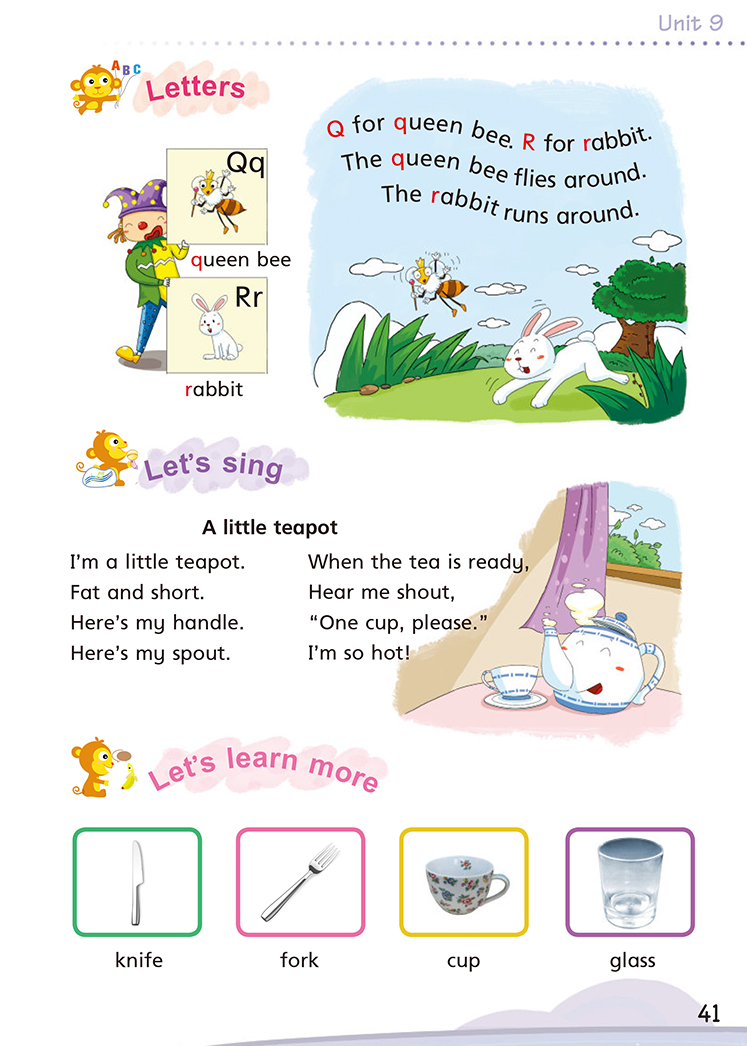 Unit 9
A B C
Letters
Qq
queen bee
Rr
rabbit
Q for queen bee. R for rabbit.
The queen bee flies around.
The rabbit runs around.
Let's sing
A little teapot
I'm a little teapot.
Fat and short.
Here's my handle.
Here's my spout.
When the tea is ready,
Hear me shout,
“One cup, please.”
I'm so hot!
Let's learn more
knife
fork
cup
glass
41